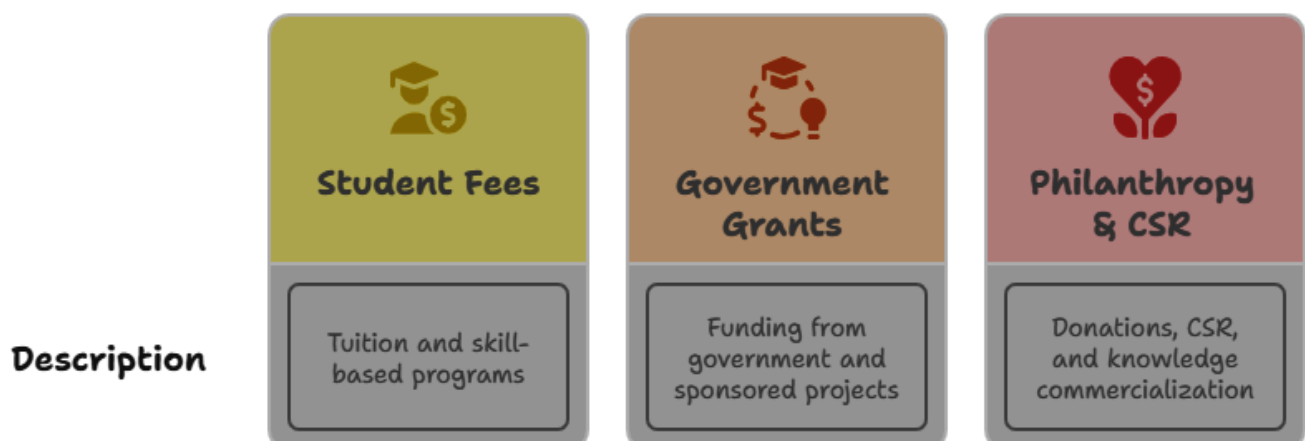 Student Fees
Government
Grants
Philanthropy
& CSR
Description
Tuition and skill-
based programs
Funding from
government and
sponsored projects
Donations, CSR,
and knowledge
commercialization